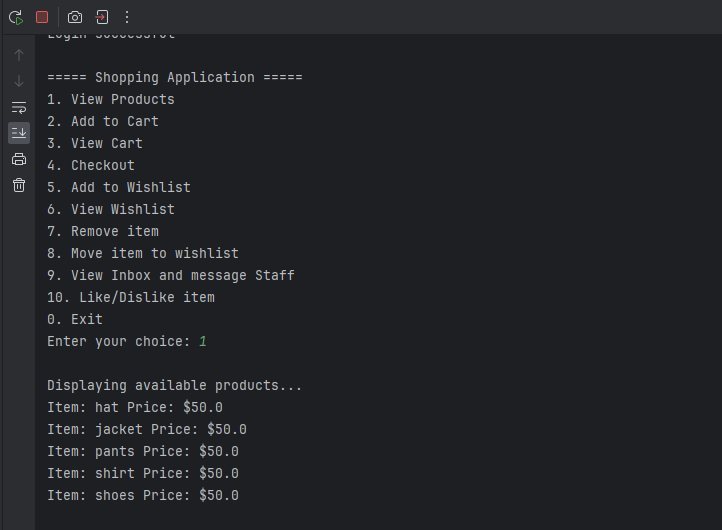 ===== Shopping Application =====
1. View Products
2. Add to Cart
3. View Cart
4. Checkout
5. Add to Wishlist
6. View Wishlist
7. Remove item
8. Move item to wishlist
9. View Inbox and message Staff
10. Like/Dislike item
0. Exit
Enter your choice: 1
Displaying available products...
Item: hat Price: $50.0
Item: jacket Price: $50.0
Item: pants Price: $50.0
Item: shirt Price: $50.0
Item: shoes Price: $50.0